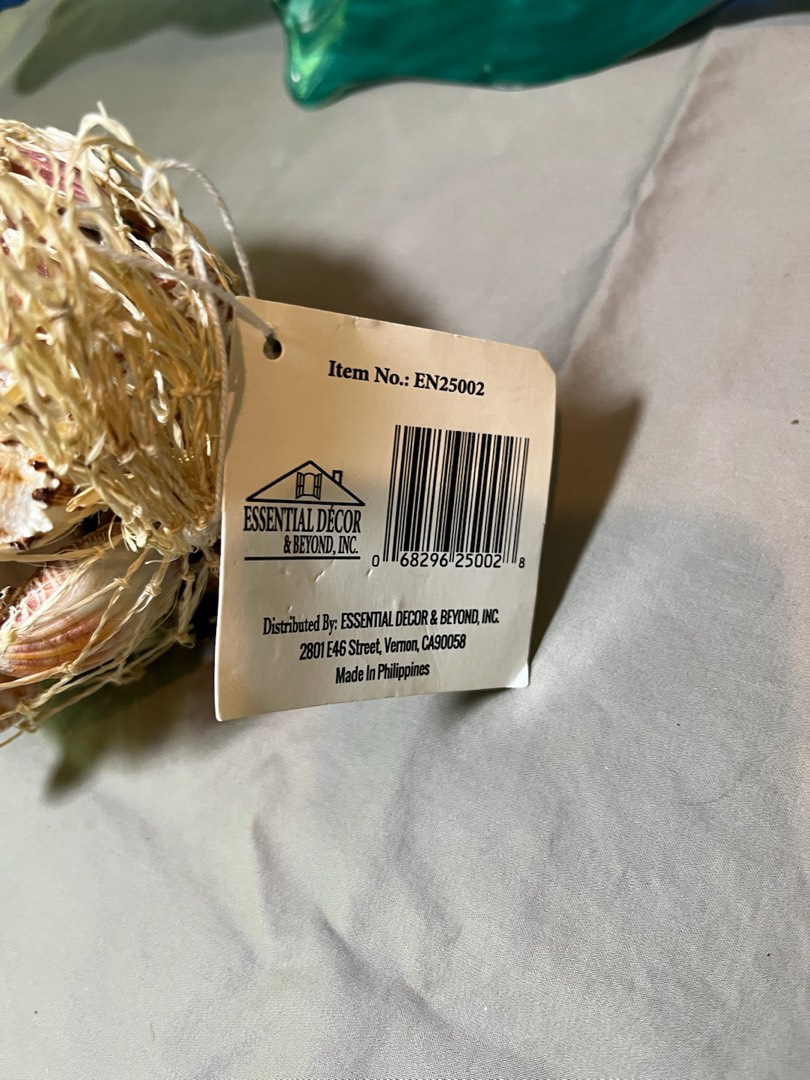 Item No.: EN25002
ESSENTIAL DÉCOR
& BEYOND, INC.
0 68296 25002 8
Distributed By: ESSENTIAL DECOR & BEYOND, INC.
2801 E46 Street, Vernon, CA90058
Made In Philippines